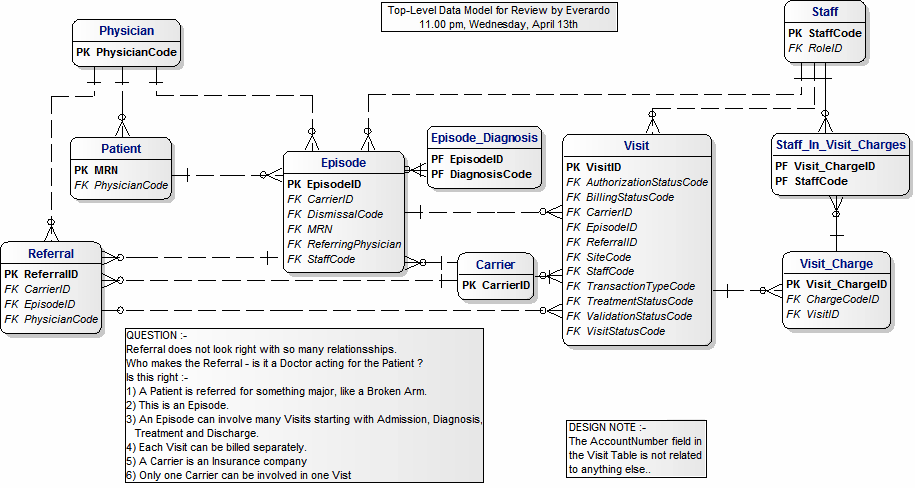 Top-Level Data Model for Review by Everardo
11.00 pm, Wednesday, April 13th
Physician
PK PhysicianCode
Staff
PK StaffCode
FK RoleID
Patient
PK MRN
FK PhysicianCode
Episode
PK EpisodeID
FK CarrierID
FK DismissalCode
FK MRN
FK ReferringPhysician
FK StaffCode
Episode_Diagnosis
PF EpisodeID
PF DiagnosisCode
Visit
PK VisitID
FK AuthorizationStatusCode
FK BillingStatusCode
FK CarrierID
FK EpisodeID
FK ReferralID
FK SiteCode
FK StaffCode
FK TransactionTypeCode
FK TreatmentStatusCode
FK ValidationStatusCode
FK VisitStatusCode
Staff_In_Visit_Charges
PF Visit_ChargeID
PF StaffCode
Referral
PK ReferralID
FK CarrierID
FK EpisodeID
FK PhysicianCode
Carrier
PK CarrierID
Visit_Charge
PK Visit_ChargeID
FK ChargeCodeID
FK VisitID
QUESTION :-
Referral does not look right with so many relationsships.
Who makes the Referral - is it a Doctor acting for the Patient ?
Is this right :-
1) A Patient is referred for something major, like a Broken Arm.
2) This is an Episode.
3) An Episode can involve many Visits starting with Admission, Diagnosis,
Treatment and Discharge.
4) Each Visit can be billed separately.
5) A Carrier is an Insurance company
6) Only one Carrier can be involved in one Vist
DESIGN NOTE :-
The AccountNumber field in
the Visit Table is not related
to anything else..